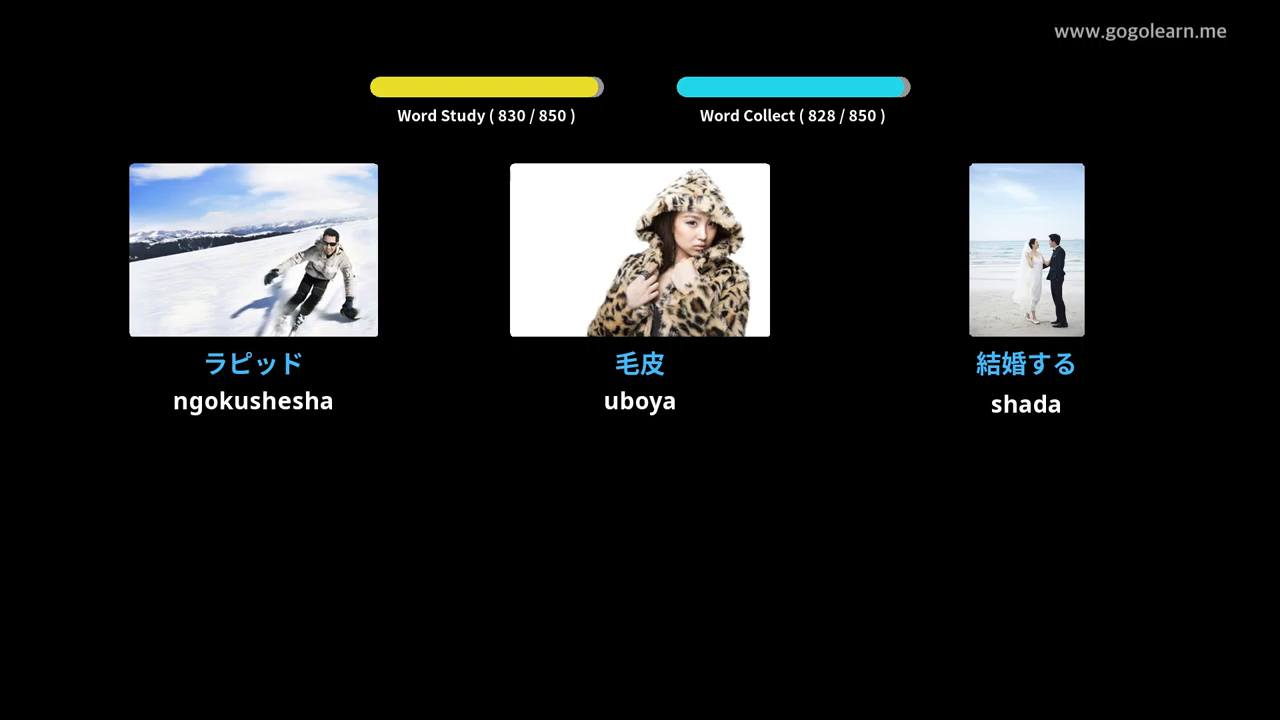 www.gogolearn.me
Word Study ( 830 / 850 )
Word Collect ( 828 / 850 )
ラピッド
毛皮
結婚する
ngokushesha
uboya
shada